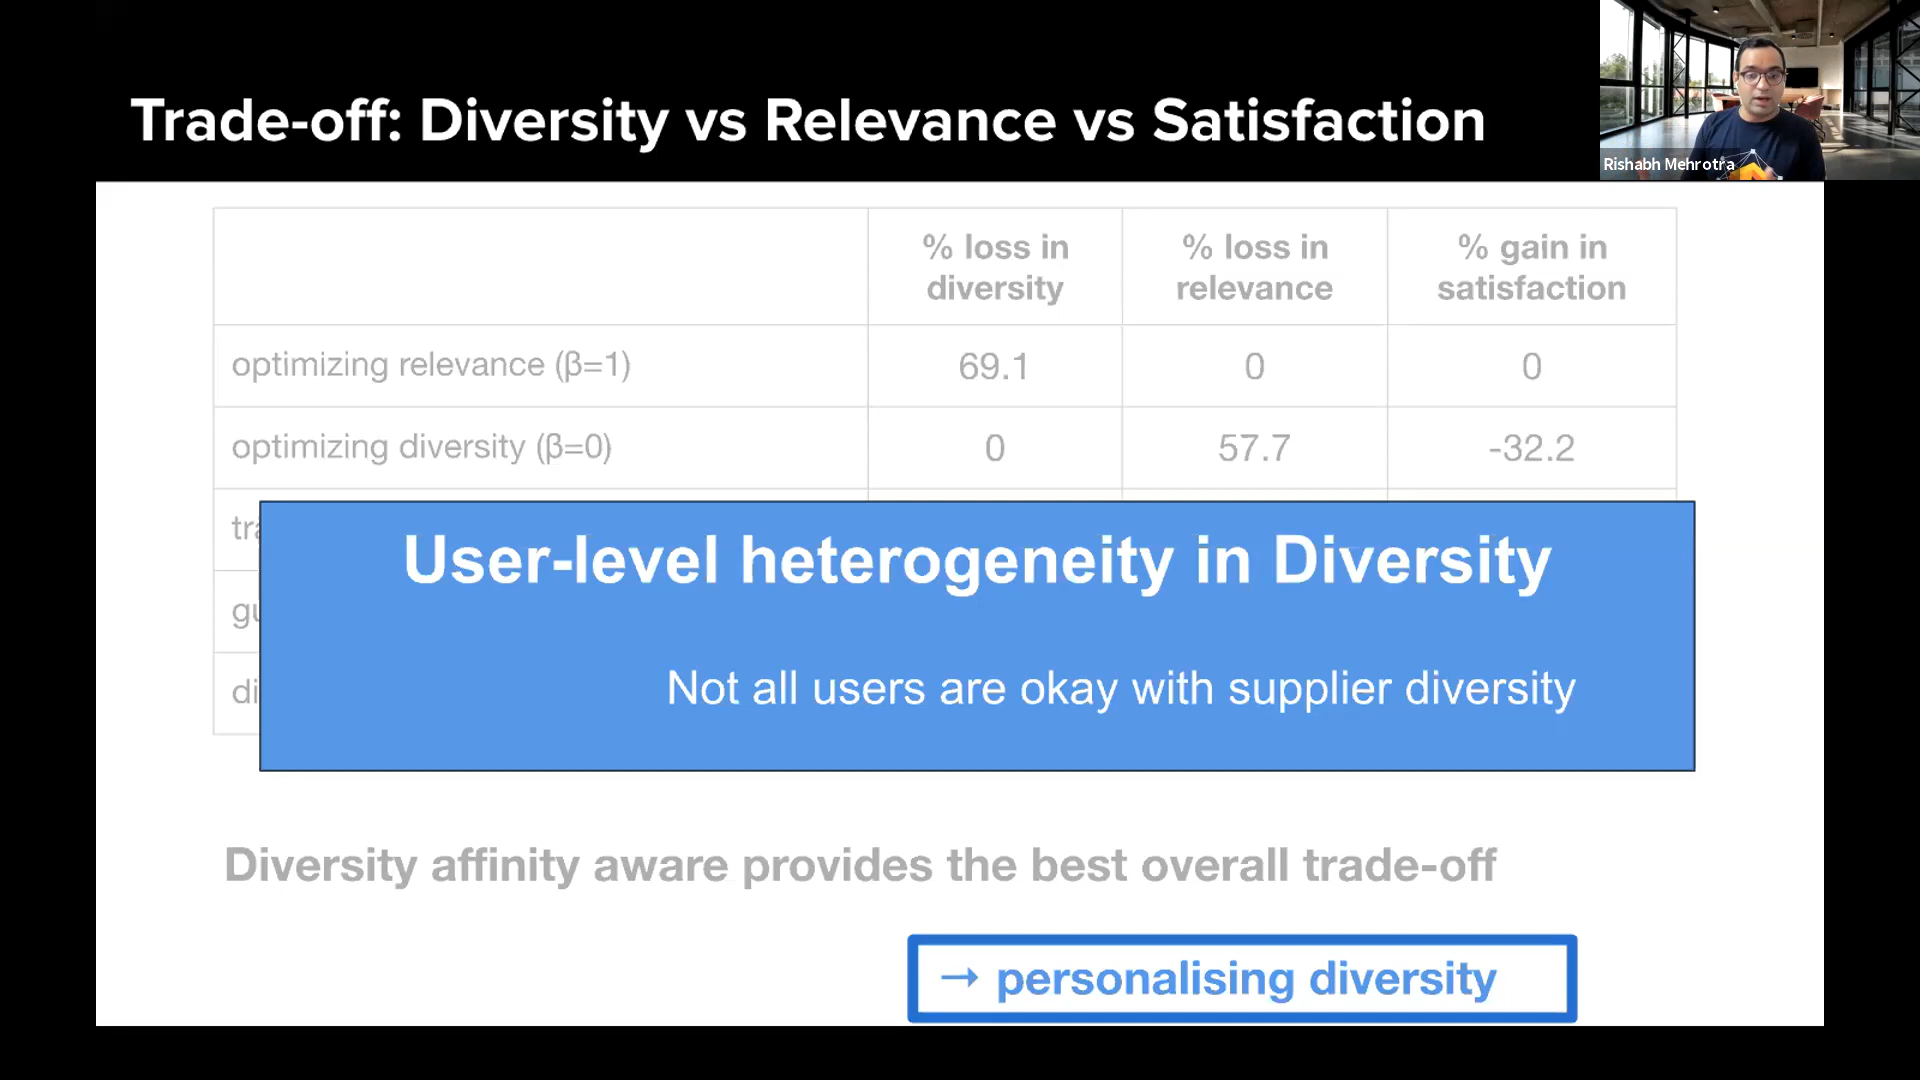 Trade-off: Diversity vs Relevance vs Satisfaction
Rishabh Mehrotra
% loss in diversity
% loss in relevance
% gain in satisfaction
optimizing relevance (β=1)
69.1
0
0
optimizing diversity (β=0)
0
57.7
-32.2
User-level heterogeneity in Diversity
Not all users are okay with supplier diversity
Diversity affinity aware provides the best overall trade-off
→ personalising diversity